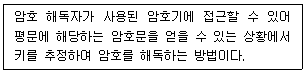 암호 해독자가 사용된 암호기에 접근할 수 있어
평문에 해당하는 암호문을 얻을 수 있는 상황에서
키를 추정하여 암호를 해독하는 방법이다.